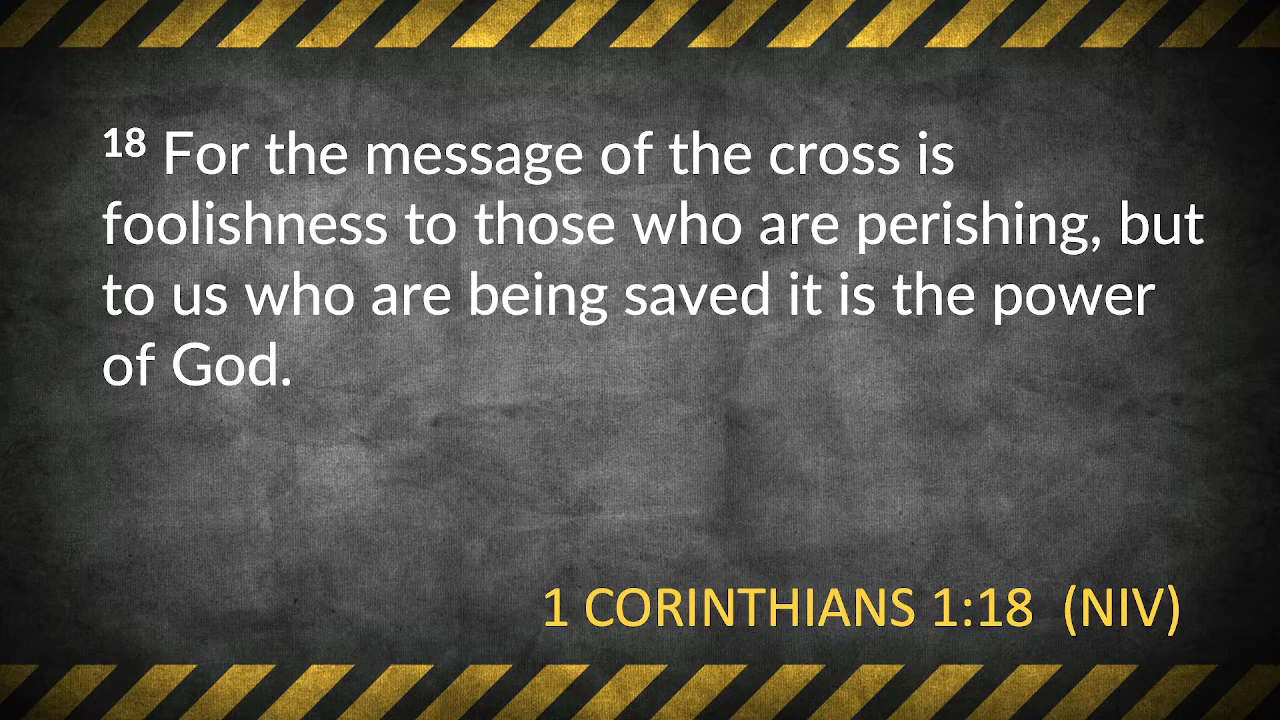 18 For the message of the cross is
foolishness to those who are perishing, but
to us who are being saved it is the power
of God.
1 CORINTHIANS 1:18  (NIV)